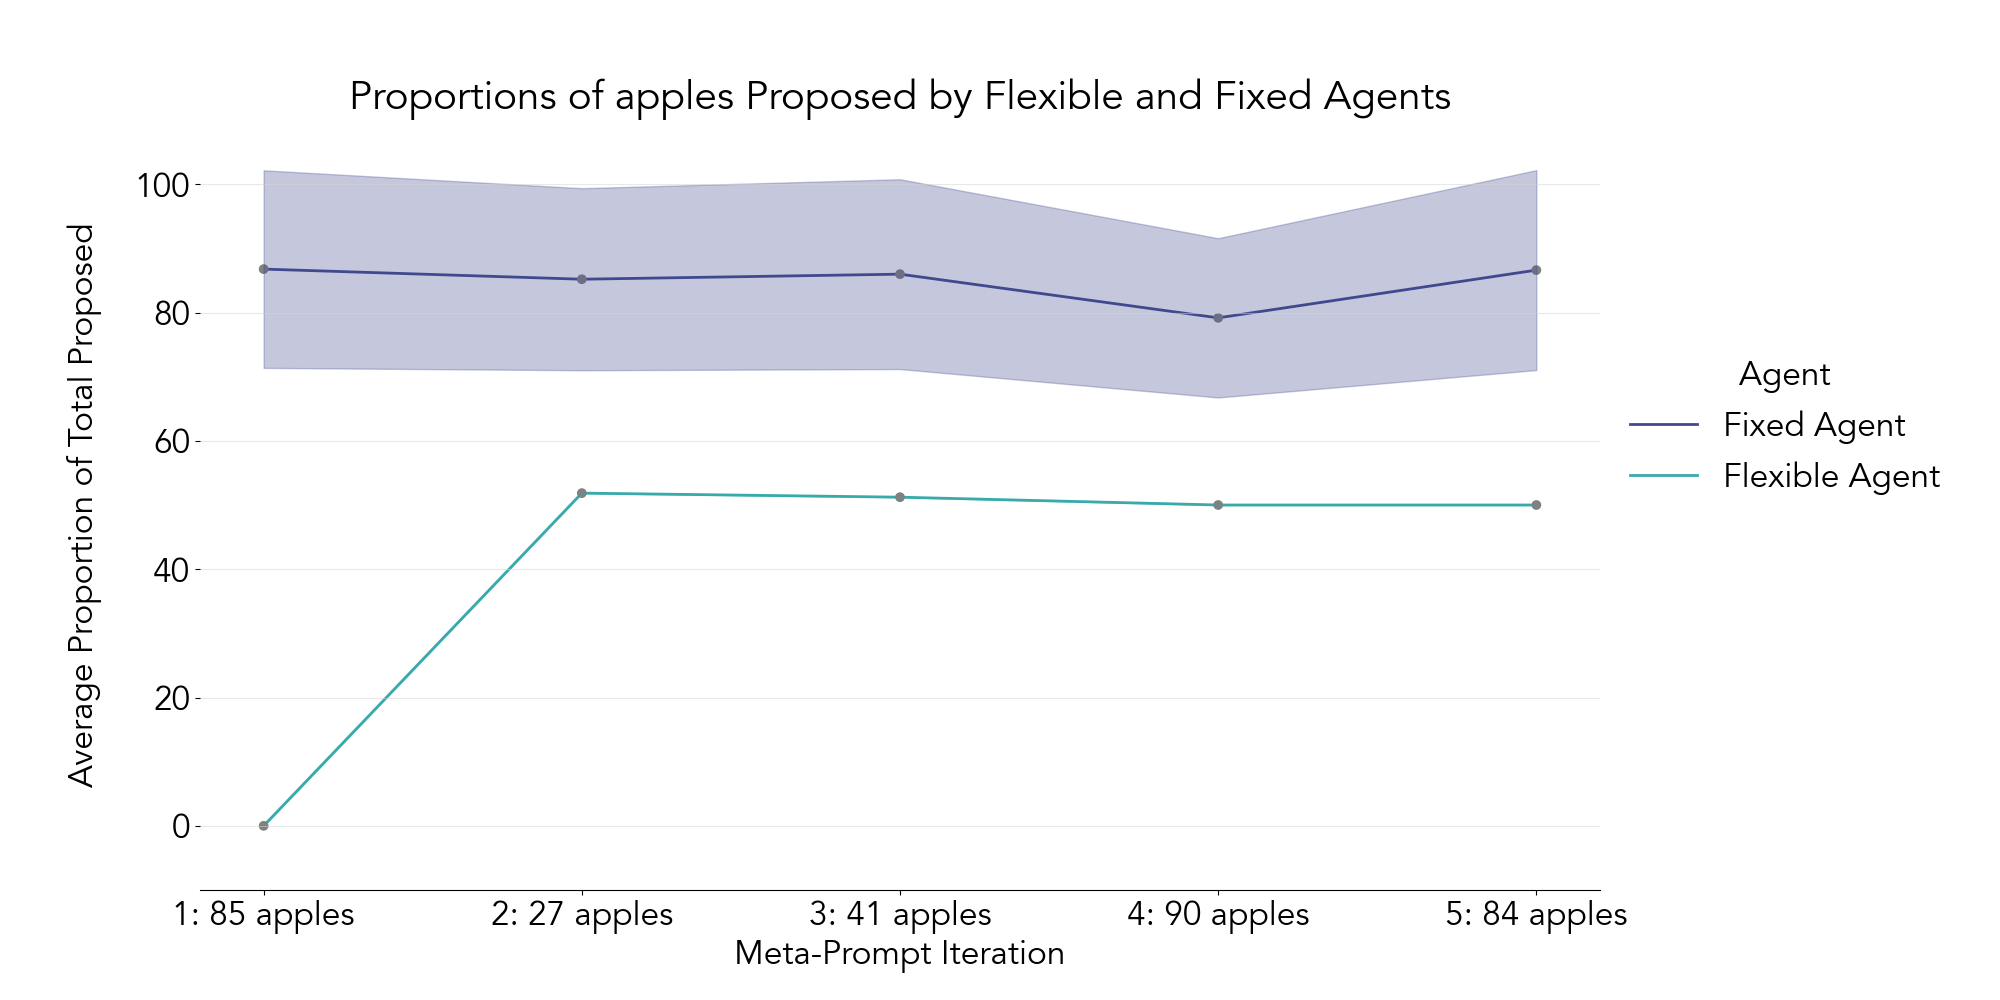 Proportions of apples Proposed by Flexible and Fixed Agents
Average Proportion of Total Proposed
100
80
60
40
20
0
1: 85 apples
2: 27 apples
3: 41 apples
4: 90 apples
5: 84 apples
Meta-Prompt Iteration
Agent
Fixed Agent
Flexible Agent